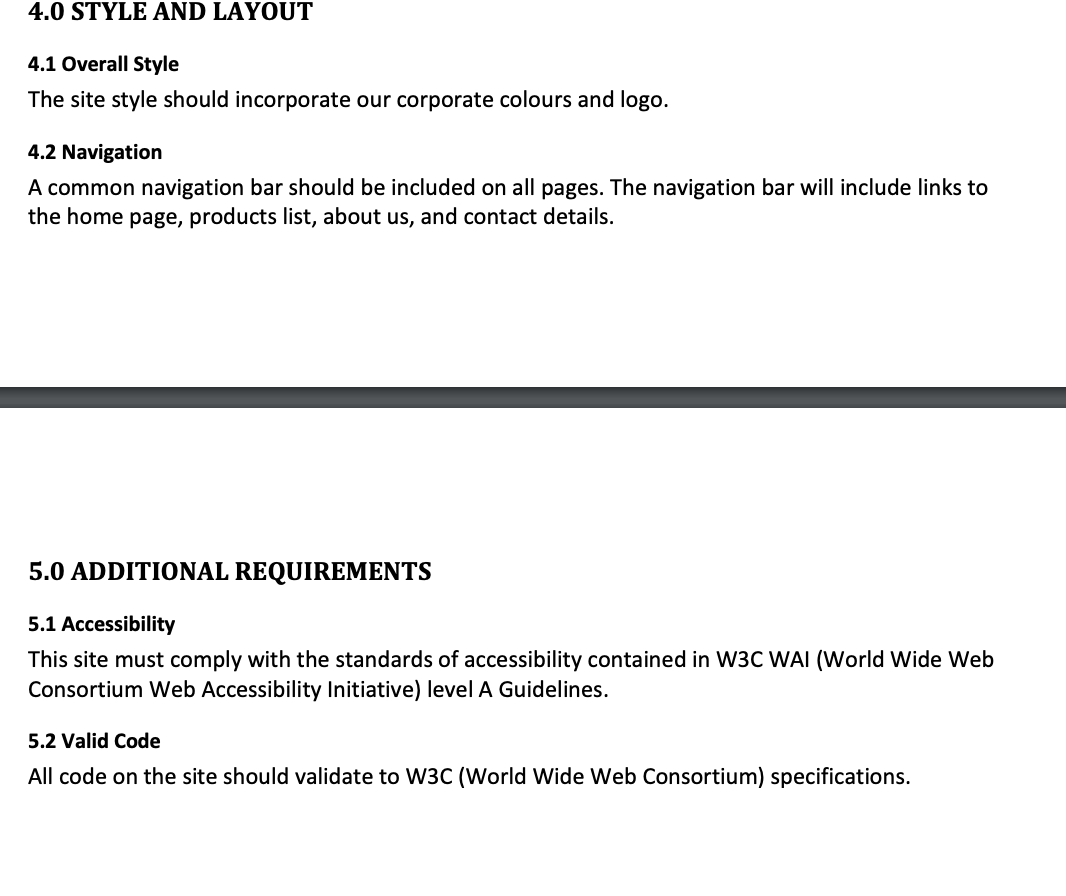 4.0 STYLE AND LAYOUT
4.1 Overall Style
The site style should incorporate our corporate colours and logo.
4.2 Navigation
A common navigation bar should be included on all pages. The navigation bar will include links to
the home page, products list, about us, and contact details.
5.0 ADDITIONAL REQUIREMENTS
5.1 Accessibility
This site must comply with the standards of accessibility contained in W3C WAI (World Wide Web
Consortium Web Accessibility Initiative) level A Guidelines.
5.2 Valid Code
All code on the site should validate to W3C (World Wide Web Consortium) specifications.